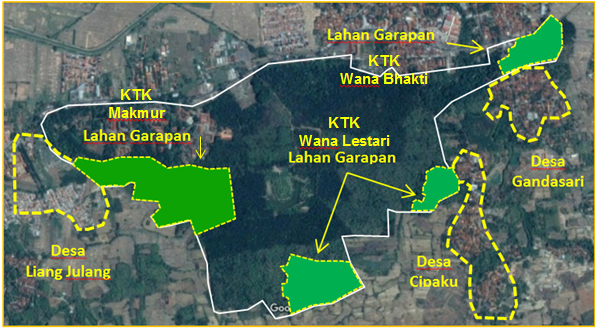 Lahan Garapan
KTK
Wana Bhakti
KTK
Makmur
Lahan Garapan
KTK
Wana Lestari
Lahan Garapan
Desa
Gandasari
Desa
Liang Julang
Desa
Cipaku
Goo